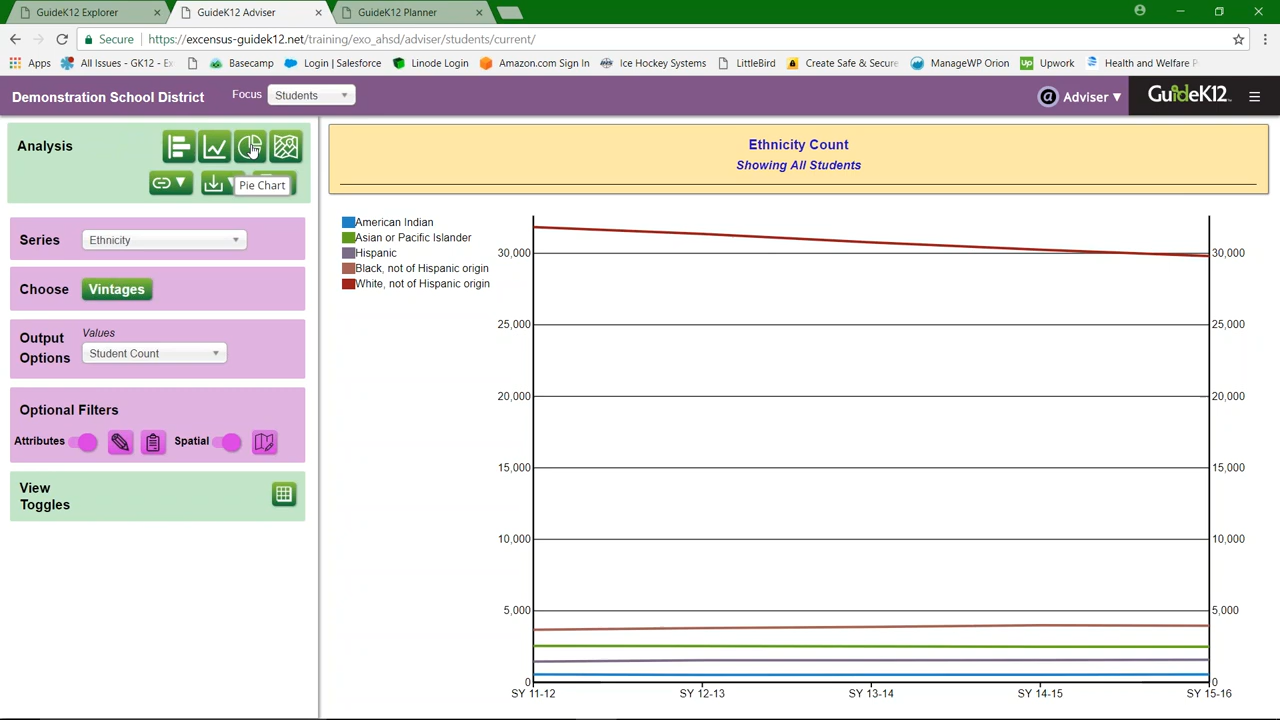 GuideK12 Explorer
GuideK12 Adviser
GuideK12 Planner
Secure
https://excensus-guidek12.net/training/exo_ahsd/adviser/students/current/
Apps
All Issues - GK12 - E
Basecamp
Login | Salesforce
Linode Login
Amazon.com Sign In
Ice Hockey Systems
LittleBird
Create Safe & Secure
ManageWP Orion
Up
Upwork
Health and Welfare P
Demonstration School District
Focus
Students
a
Adviser
GuideK12
Analysis
Pie Chart
Series
Ethnicity
Choose
Vintages
Output
Options
Values
Student Count
Optional Filters
Attributes
Spatial
View
Toggles
Ethnicity Count
Showing All Students
American Indian
Asian or Pacific Islander
Hispanic
Black, not of Hispanic origin
White, not of Hispanic origin
30,000
30,000
25,000
25,000
20,000
20,000
15,000
15,000
10,000
10,000
5,000
5,000
0
0
SY 11-12
SY 12-13
SY 13-14
SY 14-15
SY 15-16